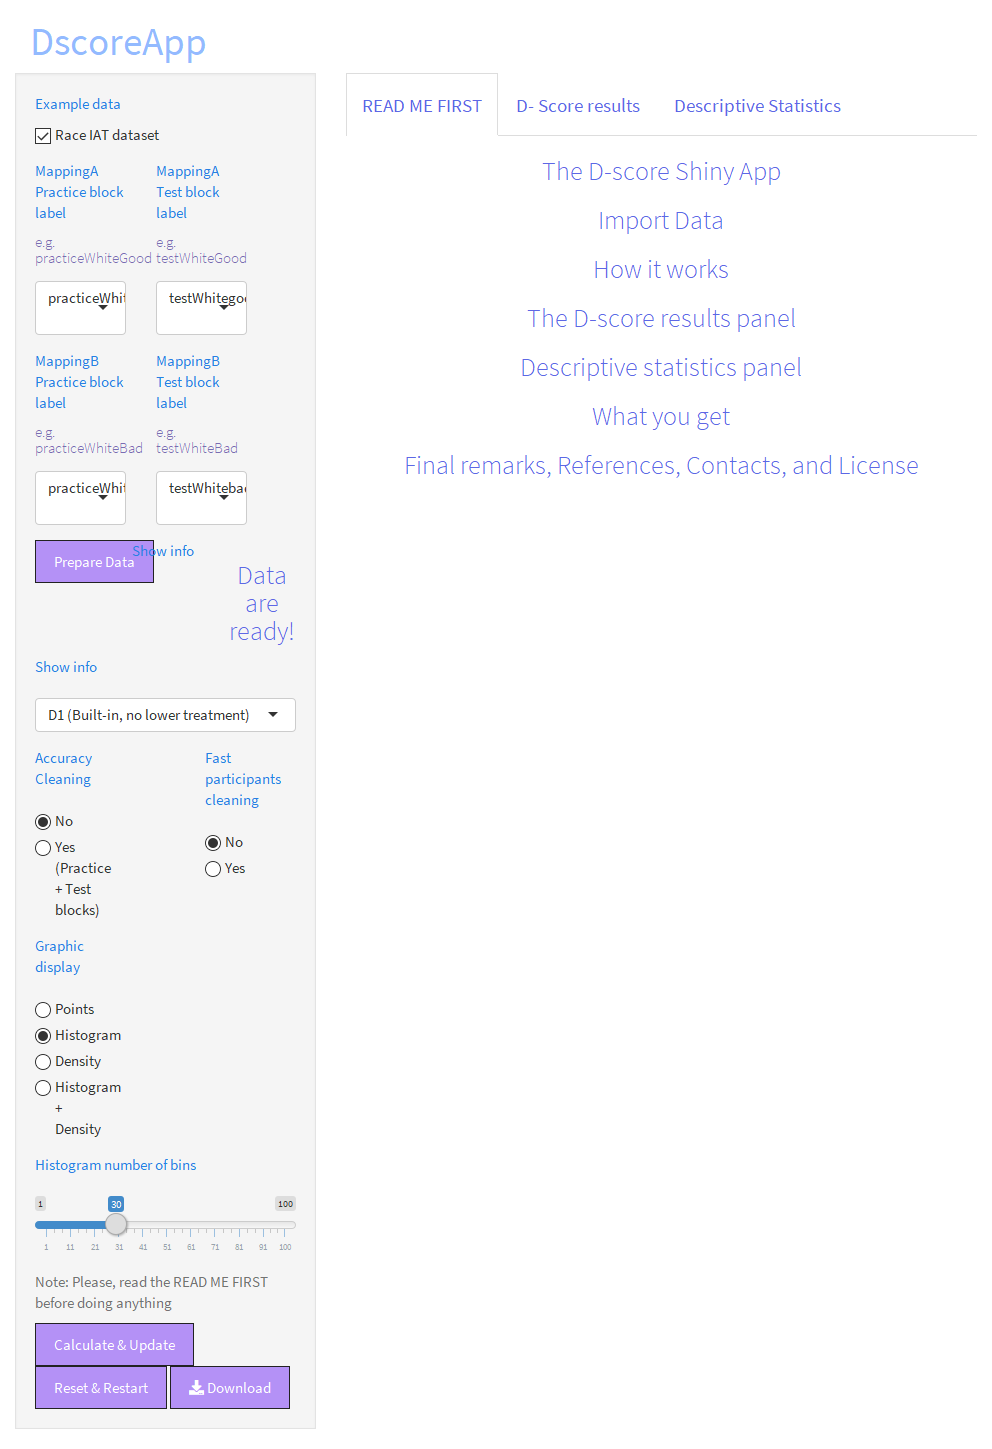 DscoreApp
Example data
Race IAT dataset
MappingA
Practice block
label
e.g.
practiceWhiteGood
MappingA
Test block
label
e.g.
testWhiteGood
practiceWhit
testWhitegoo
MappingB
Practice block
label
e.g.
practiceWhiteBad
MappingB
Test block
label
e.g.
testWhiteBad
practiceWhit
testWhitebad
Prepare Data
Show info
Data
are
ready!
Show info
D1 (Built-in, no lower treatment)
Accuracy
Cleaning
No
Yes
(Practice
+ Test
blocks)
Fast
participants
cleaning
No
Yes
Graphic
display
Points
Histogram
Density
Histogram
+
Density
Histogram number of bins
1 30 100
1 11 21 31 41 51 61 71 81 91 100
Note: Please, read the READ ME FIRST
before doing anything
Calculate & Update
Reset & Restart
Download
READ ME FIRST
D- Score results
Descriptive Statistics
The D-score Shiny App
Import Data
How it works
The D-score results panel
Descriptive statistics panel
What you get
Final remarks, References, Contacts, and License